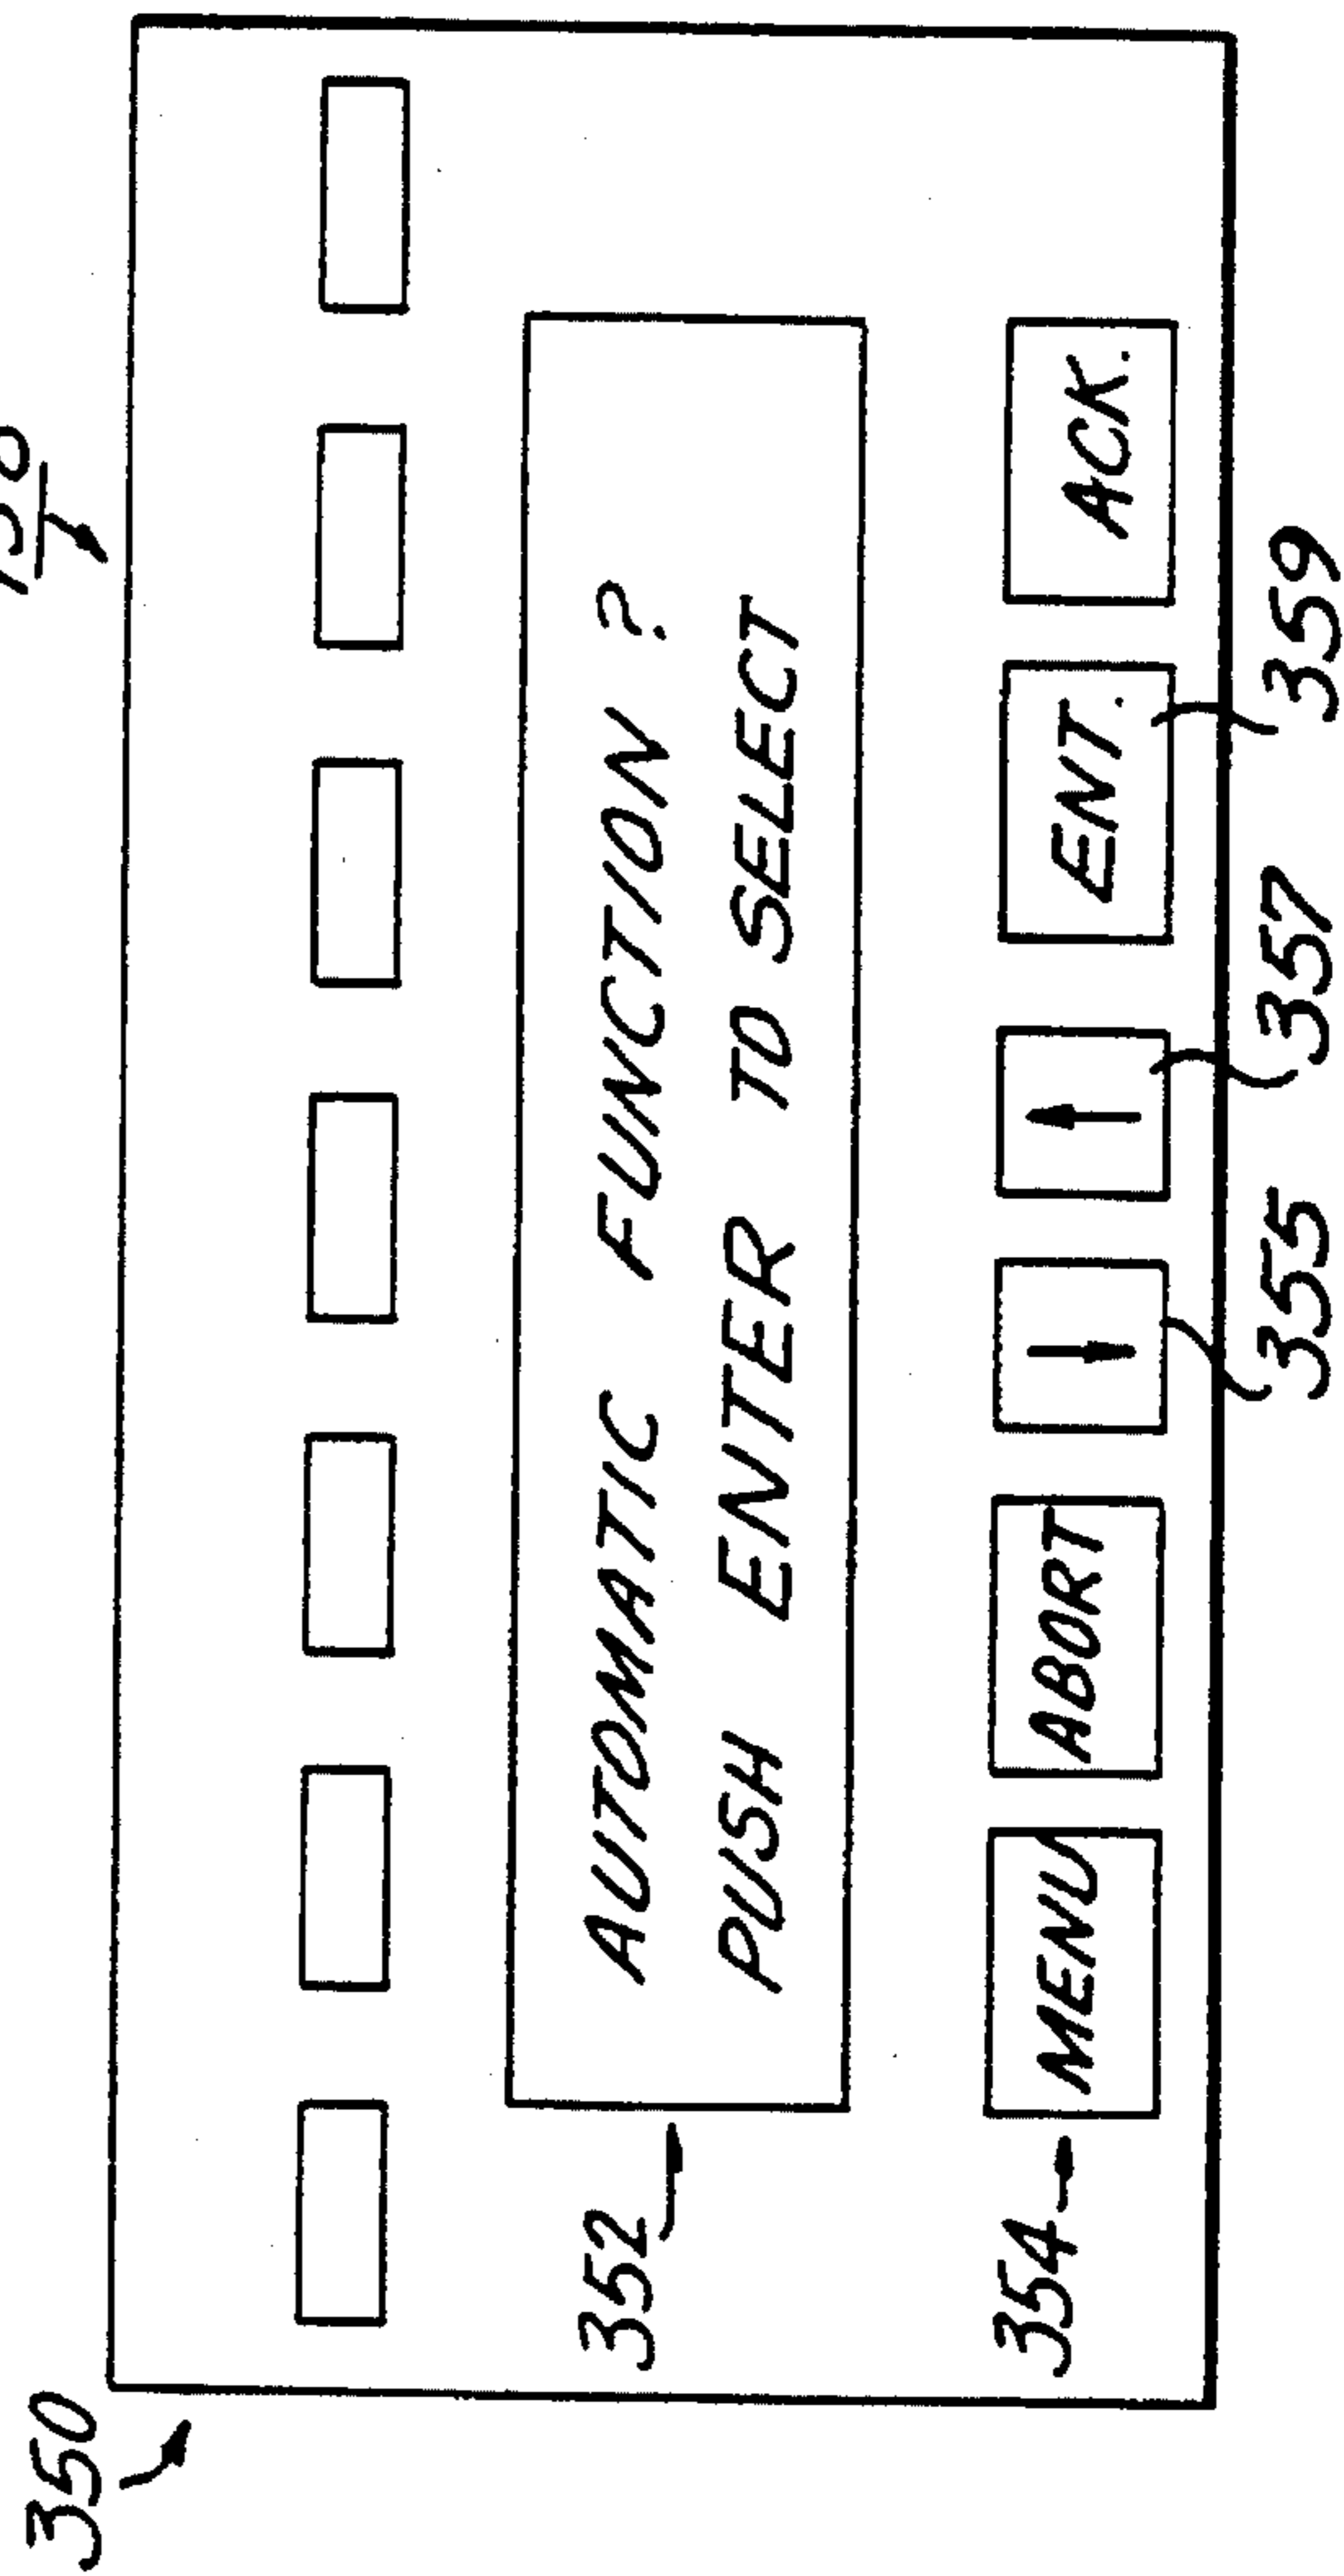 350
352
AUTOMATIC FUNCTION ?
PUSH ENTER TO SELECT
354
MENU ABORT ↓ ↑ ENT. ACK.
355 357 359